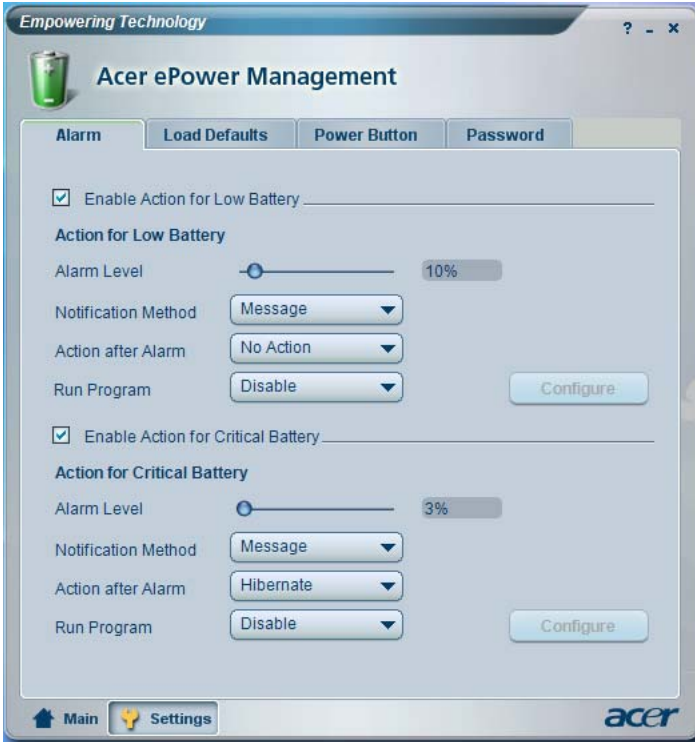 Empowering Technology
? - x
Acer ePower Management
Alarm Load Defaults Power Button Password
Enable Action for Low Battery
Action for Low Battery
Alarm Level 10%
Notification Method Message
Action after Alarm No Action
Run Program Disable Configure
Enable Action for Critical Battery
Action for Critical Battery
Alarm Level 3%
Notification Method Message
Action after Alarm Hibernate
Run Program Disable Configure
Main Settings acer